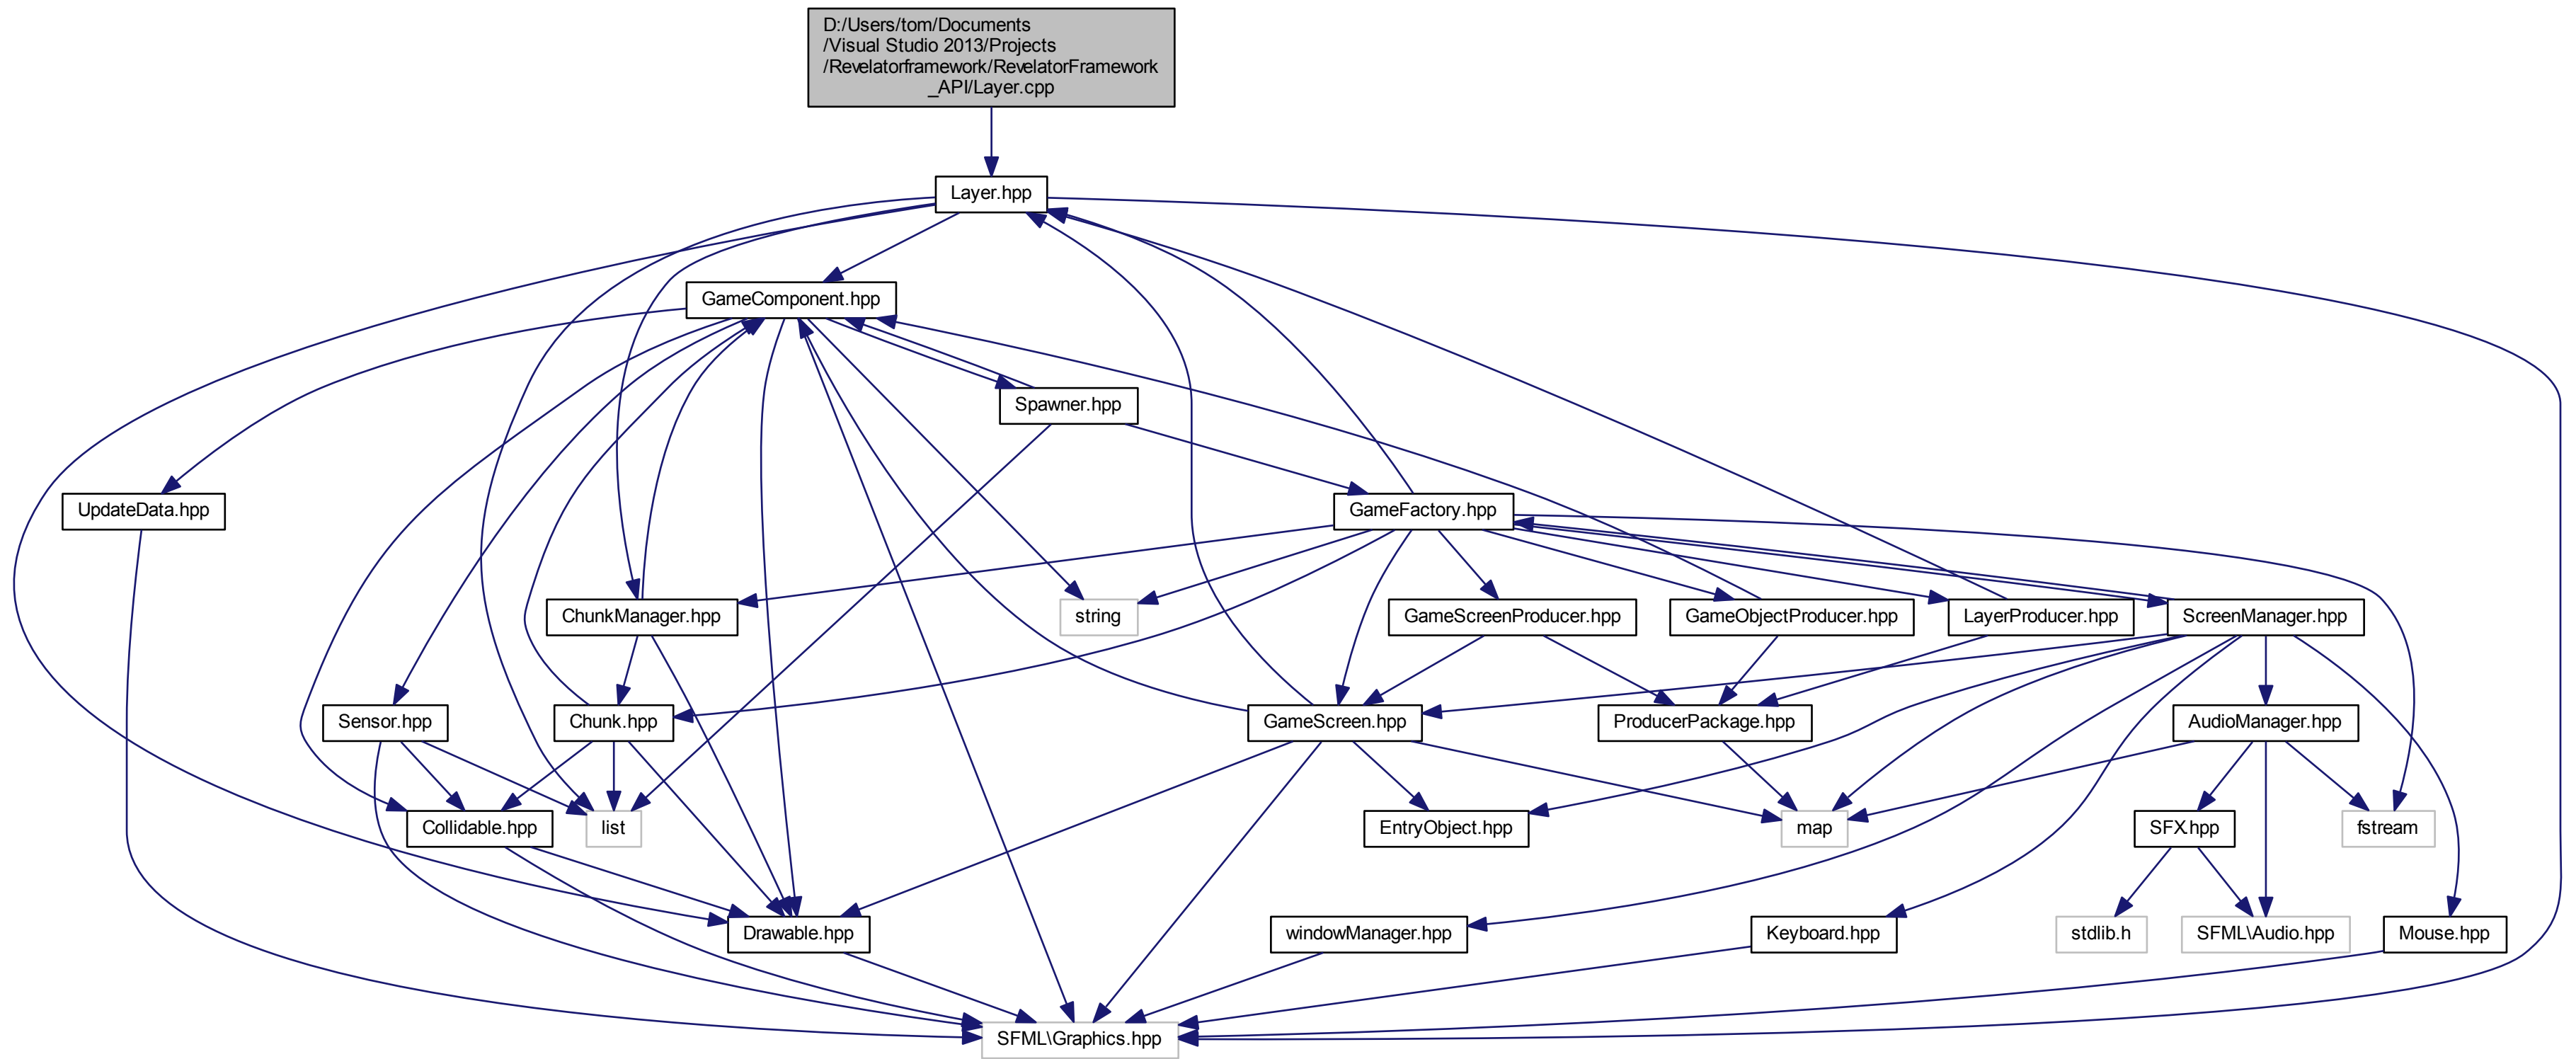 D:/Users/tom/Documents
/Visual Studio 2013/Projects
/Revelatorframework/RevelatorFramework
_API/Layer.cpp
Layer.hpp
GameComponent.hpp
Spawner.hpp
UpdateData.hpp
GameFactory.hpp
ChunkManager.hpp
string
GameScreenProducer.hpp
GameObjectProducer.hpp
LayerProducer.hpp
ScreenManager.hpp
Sensor.hpp
Chunk.hpp
GameScreen.hpp
ProducerPackage.hpp
AudioManager.hpp
Collidable.hpp
list
EntryObject.hpp
map
SFX.hpp
fstream
Drawable.hpp
windowManager.hpp
Keyboard.hpp
stdlib.h
SFML\Audio.hpp
Mouse.hpp
SFML\Graphics.hpp